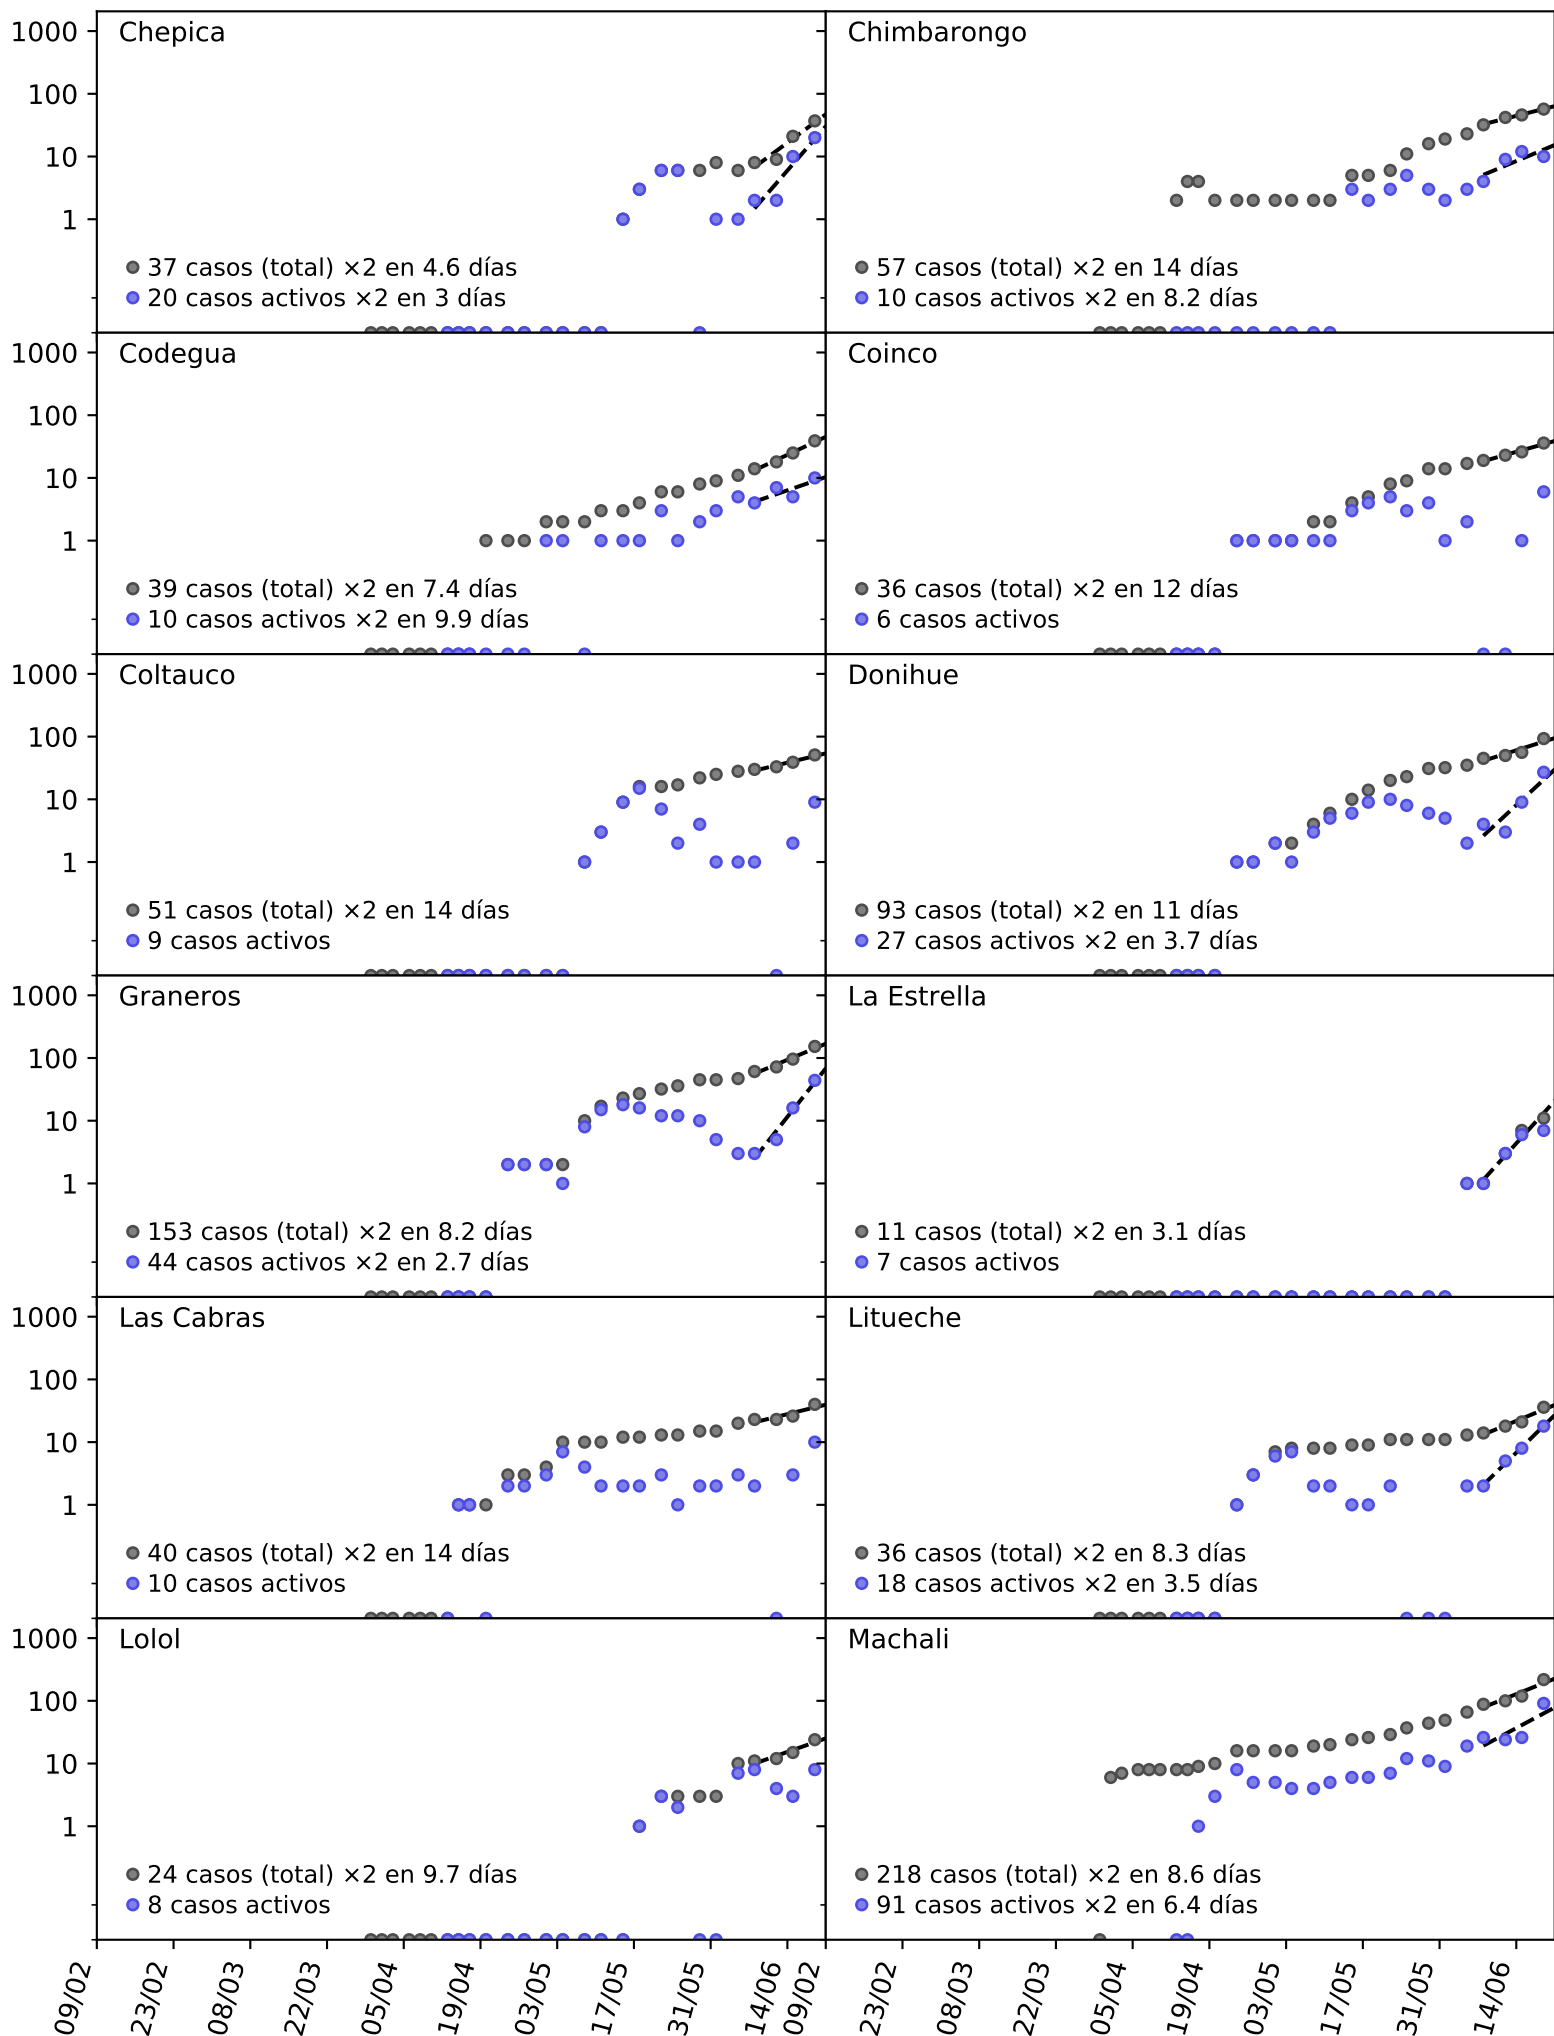 1000
100
10
1
Chepica
37 casos (total) ×2 en 4.6 días
20 casos activos ×2 en 3 días
Chimbarongo
57 casos (total) ×2 en 14 días
10 casos activos ×2 en 8.2 días
1000
100
10
1
Codegua
39 casos (total) ×2 en 7.4 días
10 casos activos ×2 en 9.9 días
Coinco
36 casos (total) ×2 en 12 días
6 casos activos
1000
100
10
1
Coltauco
51 casos (total) ×2 en 14 días
9 casos activos
Donihue
93 casos (total) ×2 en 11 días
27 casos activos ×2 en 3.7 días
1000
100
10
1
Graneros
153 casos (total) ×2 en 8.2 días
44 casos activos ×2 en 2.7 días
La Estrella
11 casos (total) ×2 en 3.1 días
7 casos activos
1000
100
10
1
Las Cabras
40 casos (total) ×2 en 14 días
10 casos activos
Litueche
36 casos (total) ×2 en 8.3 días
18 casos activos ×2 en 3.5 días
1000
100
10
1
Lolol
24 casos (total) ×2 en 9.7 días
8 casos activos
Machali
218 casos (total) ×2 en 8.6 días
91 casos activos ×2 en 6.4 días
09/02 23/02 08/03 22/03 05/04 19/04 03/05 17/05 31/05 14/06 09/02 23/02 08/03 22/03 05/04 19/04 03/05 17/05 31/05 14/06